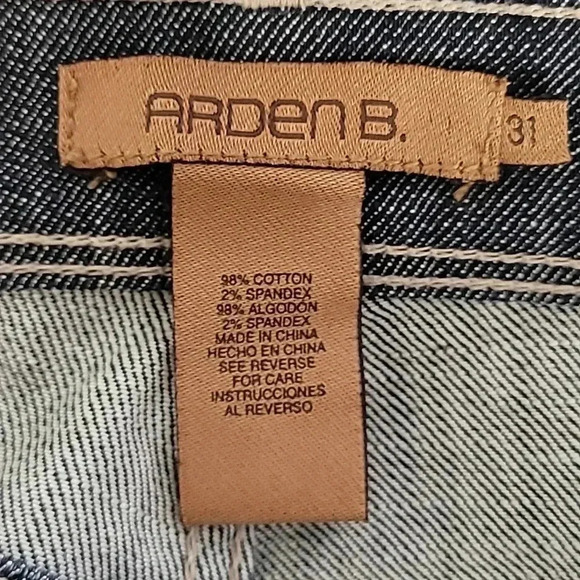 ARDEN B.
31
98% COTTON
2% SPANDEX
98% ALGODÓN
2% SPANDEX
MADE IN CHINA
HECHO EN CHINA
SEE REVERSE
FOR CARE
INSTRUCCIONES
AL REVERSO